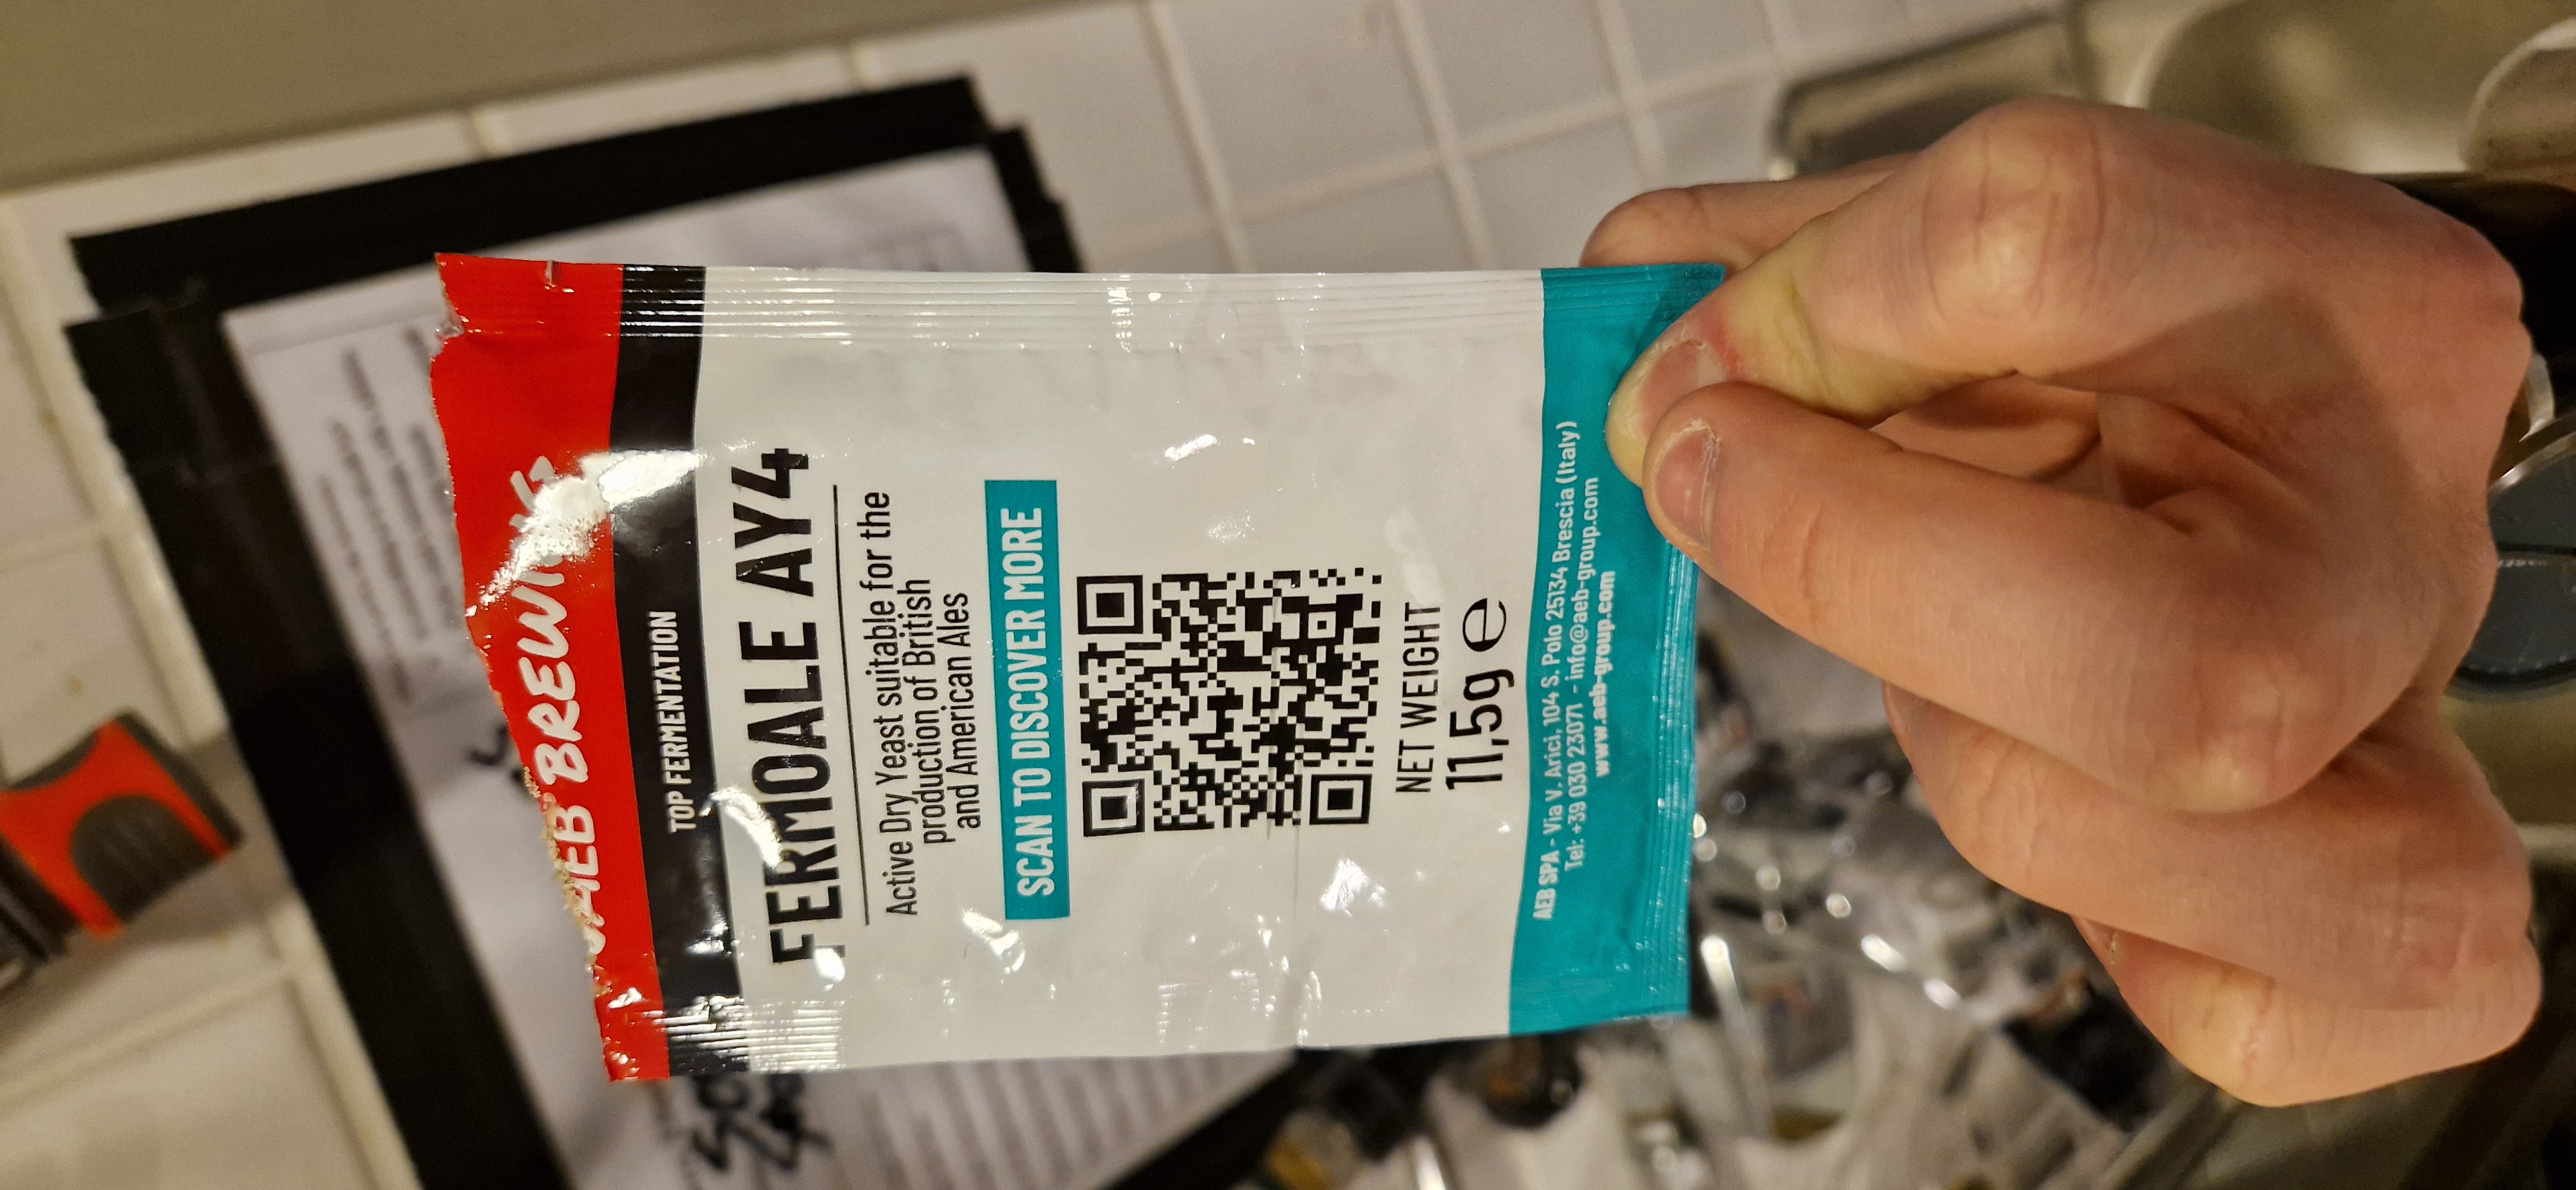 AEB BREWING
TOP FERMENTATION
FERMOALE AY4
Active Dry Yeast suitable for the
production of British
and American Ales
SCAN TO DISCOVER MORE
NET WEIGHT
11,5g ℮
AEB SPA - Via V. Arici, 104 S. Polo 25134 Brescia (Italy)
Tel: +39 030 23071 - info@aeb-group.com
www.aeb-group.com